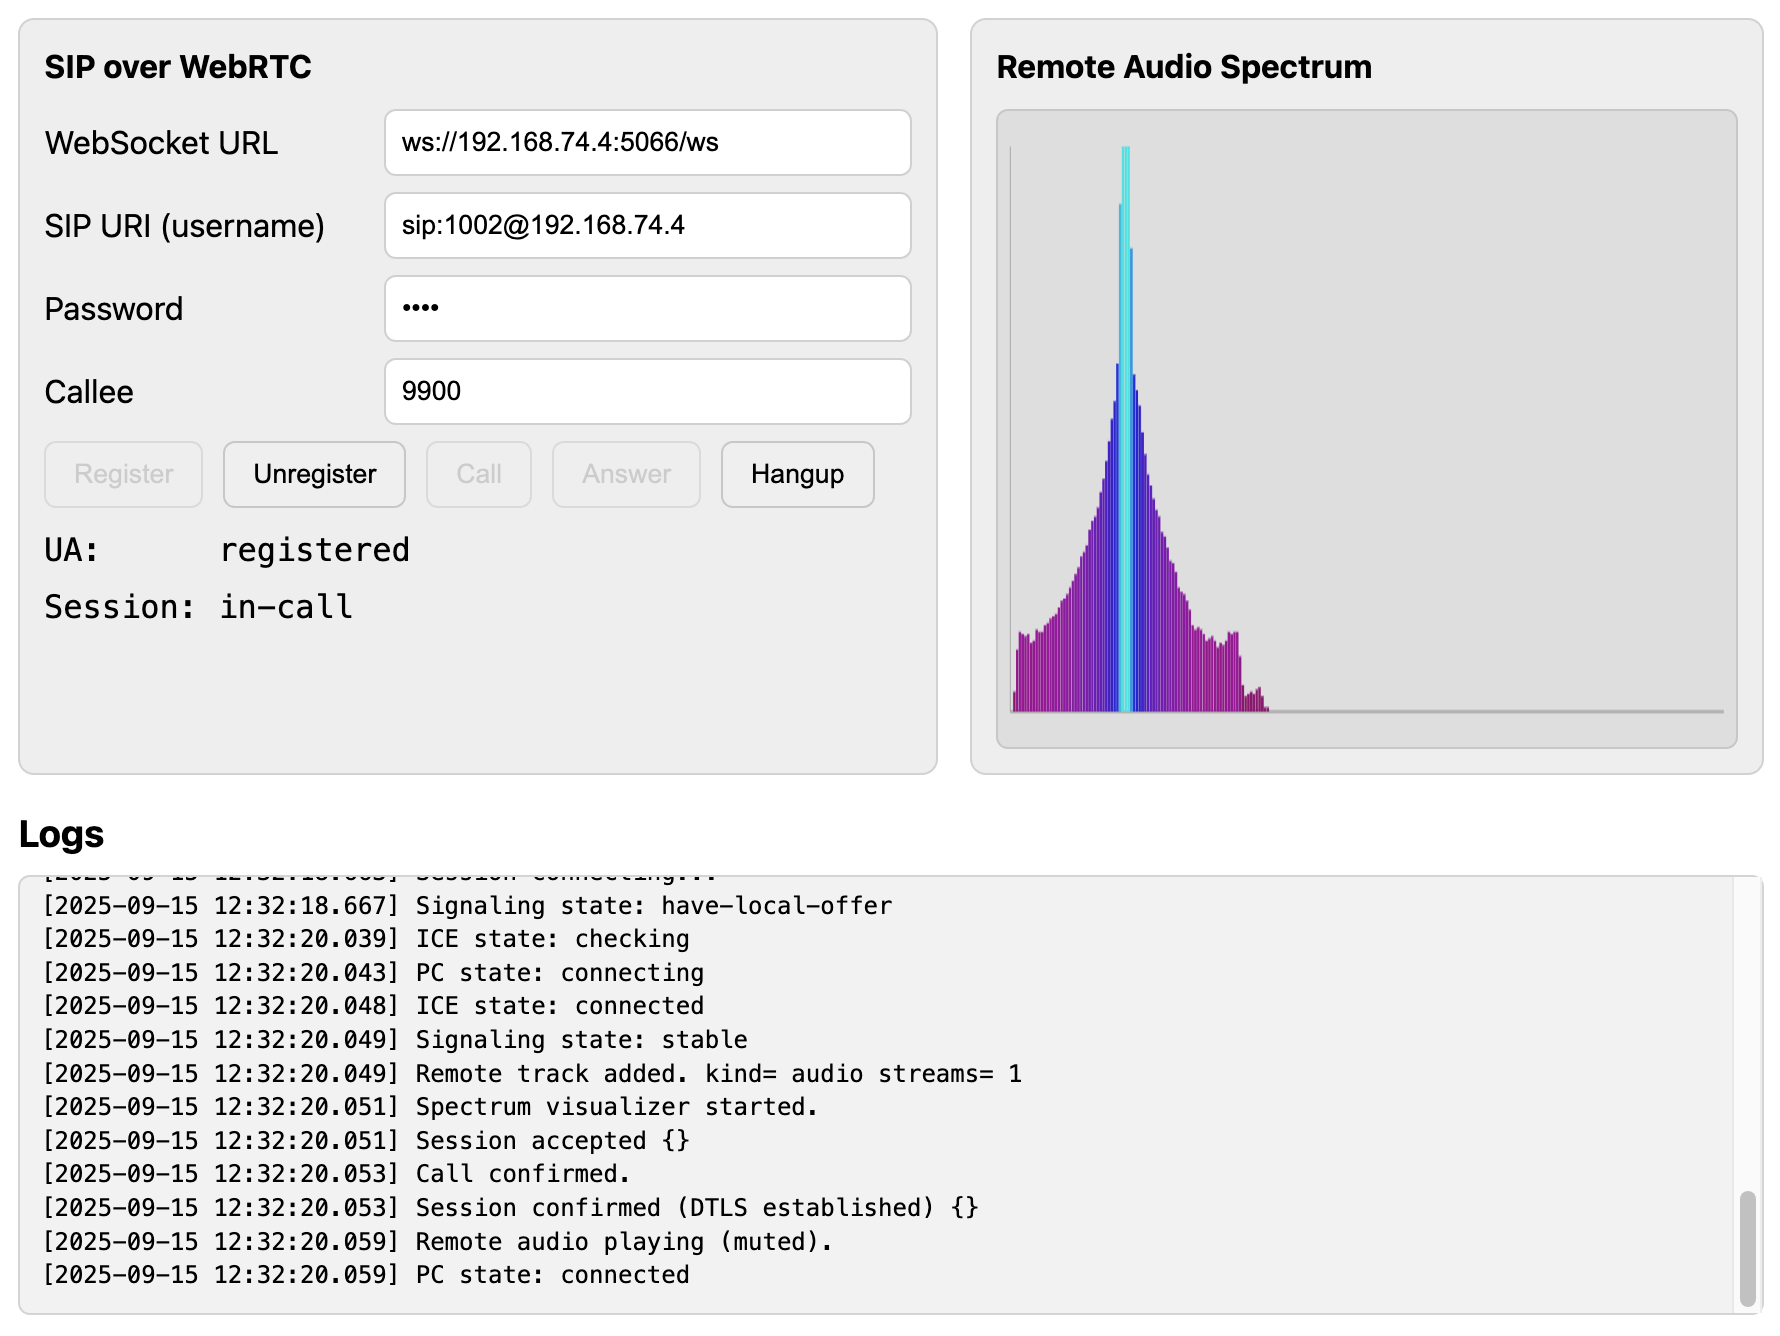 SIP over WebRTC
WebSocket URL
ws://192.168.74.4:5066/ws
SIP URI (username)
sip:1002@192.168.74.4
Password
••••
Callee
9900
Register Unregister Call Answer Hangup
UA: registered
Session: in-call
Remote Audio Spectrum
Logs
[2025-09-15 12:32:18.667] Signaling state: have-local-offer
[2025-09-15 12:32:20.039] ICE state: checking
[2025-09-15 12:32:20.043] PC state: connecting
[2025-09-15 12:32:20.048] ICE state: connected
[2025-09-15 12:32:20.049] Signaling state: stable
[2025-09-15 12:32:20.049] Remote track added. kind= audio streams= 1
[2025-09-15 12:32:20.051] Spectrum visualizer started.
[2025-09-15 12:32:20.051] Session accepted {}
[2025-09-15 12:32:20.053] Call confirmed.
[2025-09-15 12:32:20.053] Session confirmed (DTLS established) {}
[2025-09-15 12:32:20.059] Remote audio playing (muted).
[2025-09-15 12:32:20.059] PC state: connected